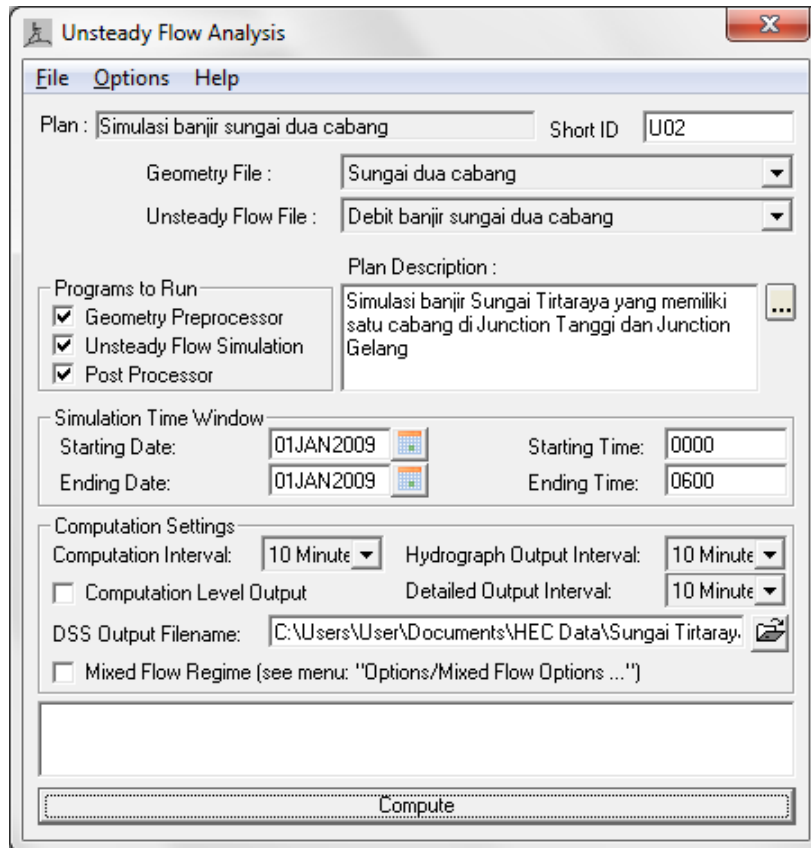 Unsteady Flow Analysis
File Options Help
Plan : Simulasi banjir sungai dua cabang Short ID U02
Geometry File : Sungai dua cabang
Unsteady Flow File : Debit banjir sungai dua cabang
Plan Description :
Programs to Run
Geometry Preprocessor
Unsteady Flow Simulation
Post Processor
Simulasi banjir Sungai Tirtaraya yang memiliki
satu cabang di Junction Tanggi dan Junction
Gelang
...
Simulation Time Window
Starting Date: 01JAN2009 Starting Time: 0000
Ending Date: 01JAN2009 Ending Time: 0600
Computation Settings
Computation Interval: 10 Minute Hydrograph Output Interval: 10 Minute
Computation Level Output Detailed Output Interval: 10 Minute
DSS Output Filename: C:\Users\User\Documents\HEC Data\Sungai Tirtaray
Mixed Flow Regime (see menu: "Options/Mixed Flow Options ...")
Compute